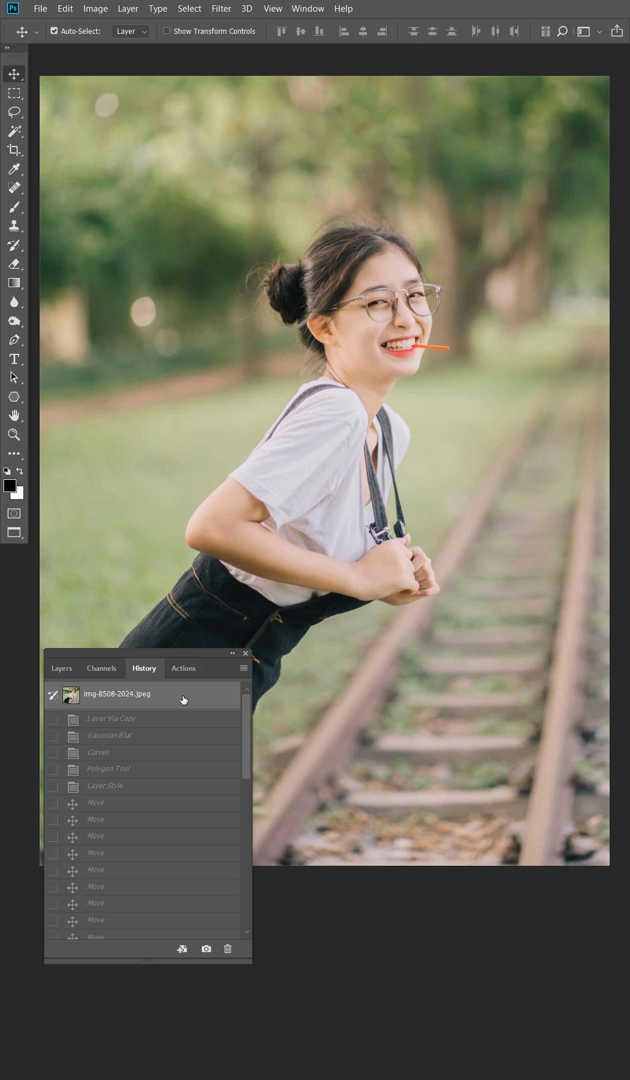 Ps File Edit Image Layer Type Select Filter 3D View Window Help
Auto-Select: Layer Show Transform Controls
T
Layers Channels History Actions
img-8508-2024.jpeg
Layer Via Copy
Gaussian Blur
Curves
Polygon Tool
Layer Style
Move
Move
Move
Move
Move
Move
Move
Move
Move